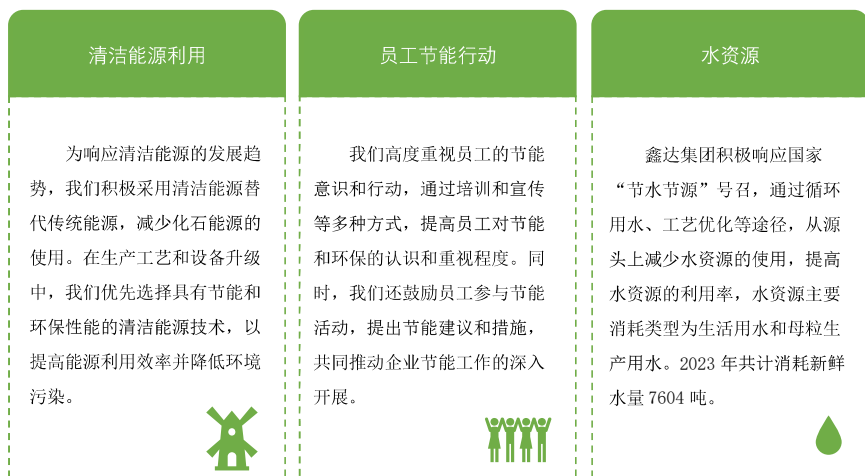 清洁能源利用
为响应清洁能源的发展趋
势，我们积极采用清洁能源替
代传统能源，减少化石能源的
使用。在生产工艺和设备升级
中，我们优先选择具有节能和
环保性能的清洁能源技术，以
提高能源利用效率并降低环境
污染。
员工节能行动
我们高度重视员工的节能
意识和行动，通过培训和宣传
等多种方式，提高员工对节能
和环保的认识和重视程度。同
时，我们还鼓励员工参与节能
活动，提出节能建议和措施，
共同推动企业节能工作的深入
开展。
水资源
鑫达集团积极响应国家
“节水节源”号召，通过循环
用水、工艺优化等途径，从源
头上减少水资源的使用，提高
水资源的利用率，水资源主要
消耗类型为生活用水和母粒生
产用水。2023 年共计消耗新鲜
水量 7604 吨。